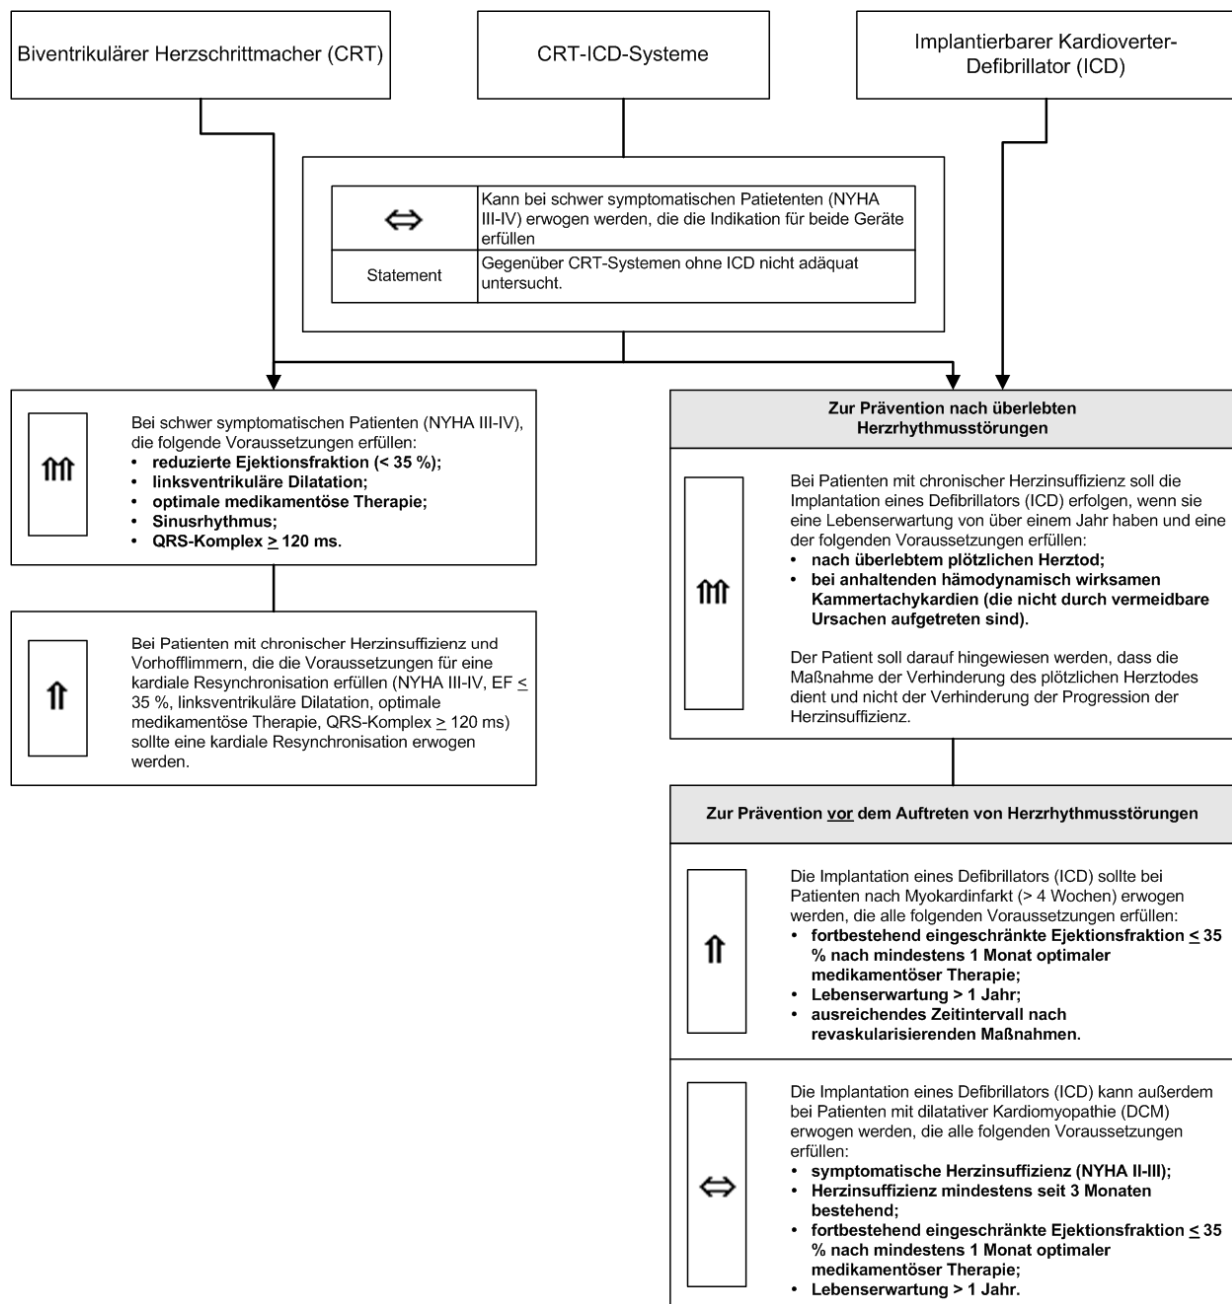 Biventrikulärer Herzschrittmacher (CRT)
CRT-ICD-Systeme
Implantierbarer Kardioverter-
Defibrillator (ICD)
Kann bei schwer symptomatischen Patietenten (NYHA
III-IV) erwogen werden, die die Indikation für beide Geräte
erfüllen
Statement
Gegenüber CRT-Systemen ohne ICD nicht adäquat
untersucht.
Bei schwer symptomatischen Patienten (NYHA III-IV),
die folgende Voraussetzungen erfüllen:
• reduzierte Ejektionsfraktion (< 35 %);
• linksventrikuläre Dilatation;
• optimale medikamentöse Therapie;
• Sinusrhythmus;
• QRS-Komplex ≥ 120 ms.
Bei Patienten mit chronischer Herzinsuffizienz und
Vorhofflimmern, die die Voraussetzungen für eine
kardiale Resynchronisation erfüllen (NYHA III-IV, EF ≤
35 %, linksventrikuläre Dilatation, optimale
medikamentöse Therapie, QRS-Komplex ≥ 120 ms)
sollte eine kardiale Resynchronisation erwogen
werden.
Zur Prävention nach überlebten
Herzrhythmusstörungen
Bei Patienten mit chronischer Herzinsuffizienz soll die
Implantation eines Defibrillators (ICD) erfolgen, wenn sie
eine Lebenserwartung von über einem Jahr haben und eine
der folgenden Voraussetzungen erfüllen:
• nach überlebtem plötzlichen Herztod;
• bei anhaltenden hämodynamisch wirksamen
Kammertachykardien (die nicht durch vermeidbare
Ursachen aufgetreten sind).
Der Patient soll darauf hingewiesen werden, dass die
Maßnahme der Verhinderung des plötzlichen Herztodes
dient und nicht der Verhinderung der Progression der
Herzinsuffizienz.
Zur Prävention vor dem Auftreten von Herzrhythmusstörungen
Die Implantation eines Defibrillators (ICD) sollte bei
Patienten nach Myokardinfarkt (> 4 Wochen) erwogen
werden, die alle folgenden Voraussetzungen erfüllen:
• fortbestehend eingeschränkte Ejektionsfraktion ≤ 35
% nach mindestens 1 Monat optimaler
medikamentöser Therapie;
• Lebenserwartung > 1 Jahr;
• ausreichendes Zeitintervall nach
revaskularisierenden Maßnahmen.
Die Implantation eines Defibrillators (ICD) kann außerdem
bei Patienten mit dilatativer Kardiomyopathie (DCM)
erwogen werden, die alle folgenden Voraussetzungen
erfüllen:
• symptomatische Herzinsuffizienz (NYHA II-III);
• Herzinsuffizienz mindestens seit 3 Monaten
bestehend;
• fortbestehend eingeschränkte Ejektionsfraktion ≤ 35
% nach mindestens 1 Monat optimaler
medikamentöser Therapie;
• Lebenserwartung > 1 Jahr.